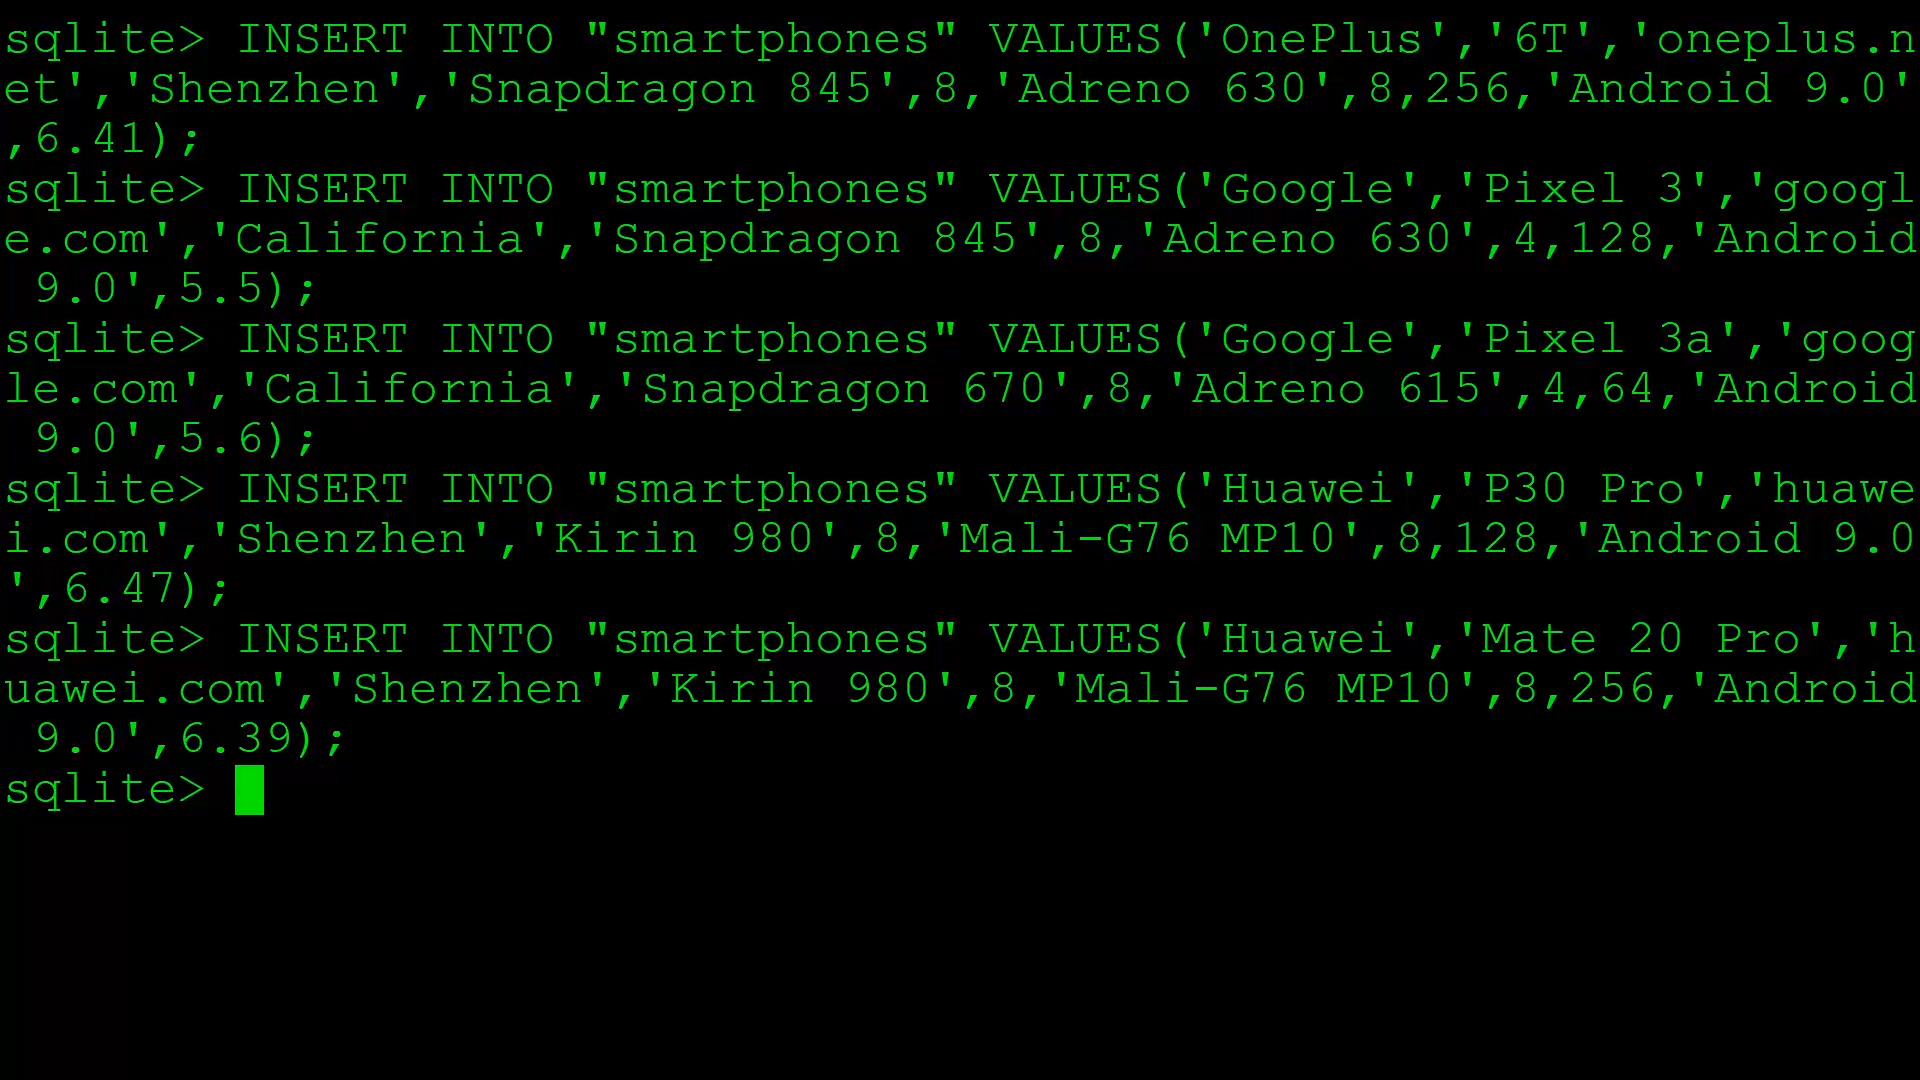 sqlite> INSERT INTO "smartphones" VALUES('OnePlus','6T','oneplus.n
et','Shenzhen','Snapdragon 845',8,'Adreno 630',8,256,'Android 9.0'
,6.41);
sqlite> INSERT INTO "smartphones" VALUES('Google','Pixel 3','googl
e.com','California','Snapdragon 845',8,'Adreno 630',4,128,'Android
 9.0',5.5);
sqlite> INSERT INTO "smartphones" VALUES('Google','Pixel 3a','goog
le.com','California','Snapdragon 670',8,'Adreno 615',4,64,'Android
 9.0',5.6);
sqlite> INSERT INTO "smartphones" VALUES('Huawei','P30 Pro','huawe
i.com','Shenzhen','Kirin 980',8,'Mali-G76 MP10',8,128,'Android 9.0
',6.47);
sqlite> INSERT INTO "smartphones" VALUES('Huawei','Mate 20 Pro','h
uawei.com','Shenzhen','Kirin 980',8,'Mali-G76 MP10',8,256,'Android
 9.0',6.39);
sqlite>